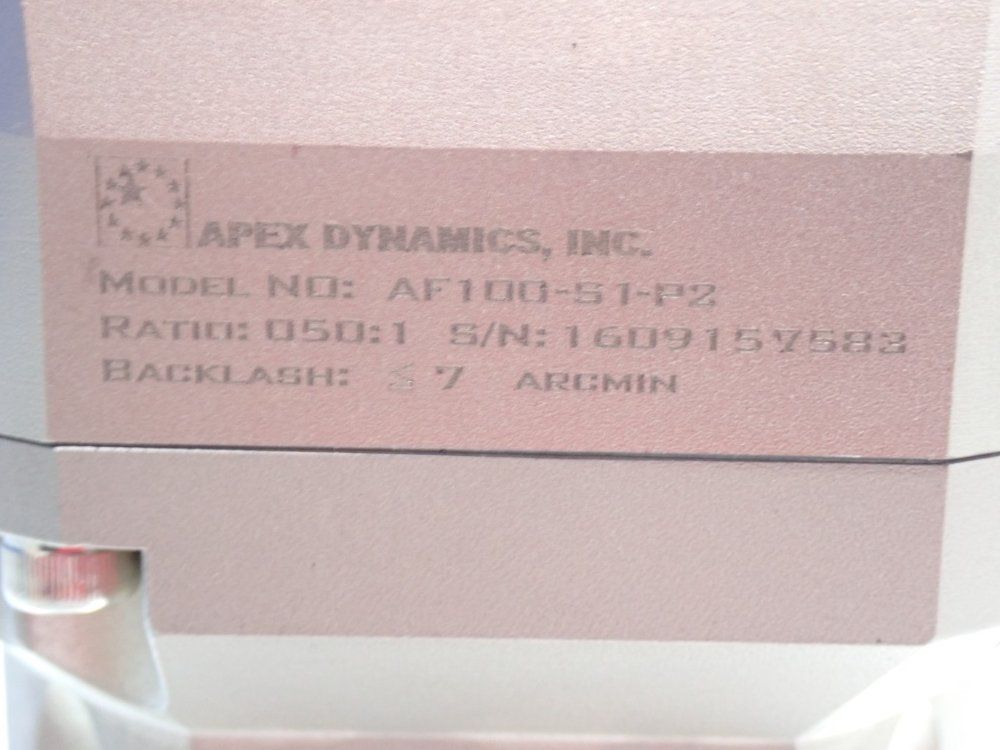 APEX DYNAMICS, INC.
MODEL NO: AF100-S1-P2
RATIO: 050:1 S/N: 1609157583
BACKLASH: ≤ 7 ARCMIN